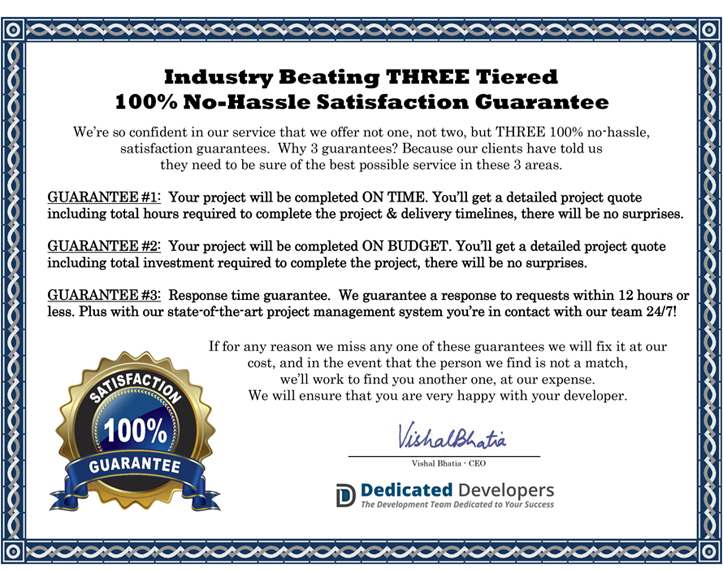 Industry Beating THREE Tiered
100% No-Hassle Satisfaction Guarantee
We're so confident in our service that we offer not one, not two, but THREE 100% no-hassle,
satisfaction guarantees.  Why 3 guarantees? Because our clients have told us
they need to be sure of the best possible service in these 3 areas.
GUARANTEE #1:  Your project will be completed ON TIME. You'll get a detailed project quote
including total hours required to complete the project & delivery timelines, there will be no surprises.
GUARANTEE #2:  Your project will be completed ON BUDGET. You'll get a detailed project quote
including total investment required to complete the project, there will be no surprises.
GUARANTEE #3:  Response time guarantee.  We guarantee a response to requests within 12 hours or
less. Plus with our state-of-the-art project management system you're in contact with our team 24/7!
If for any reason we miss any one of these guarantees we will fix it at our
cost, and in the event that the person we find is not a match,
we'll work to find you another one, at our expense.
We will ensure that you are very happy with your developer.
SATISFACTION
100%
GUARANTEE
Vishal Bhatia
Vishal Bhatia - CEO
D Dedicated Developers
The Development Team Dedicated to Your Success